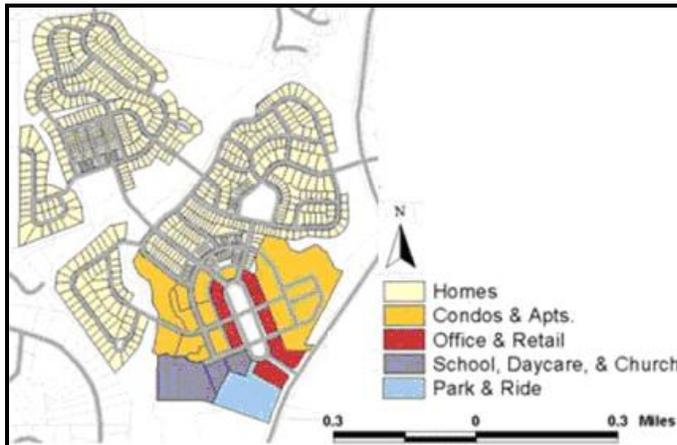 N
Homes
Condos & Apts.
Office & Retail
School, Daycare, & Church
Park & Ride
0.3 0 0.3 Miles